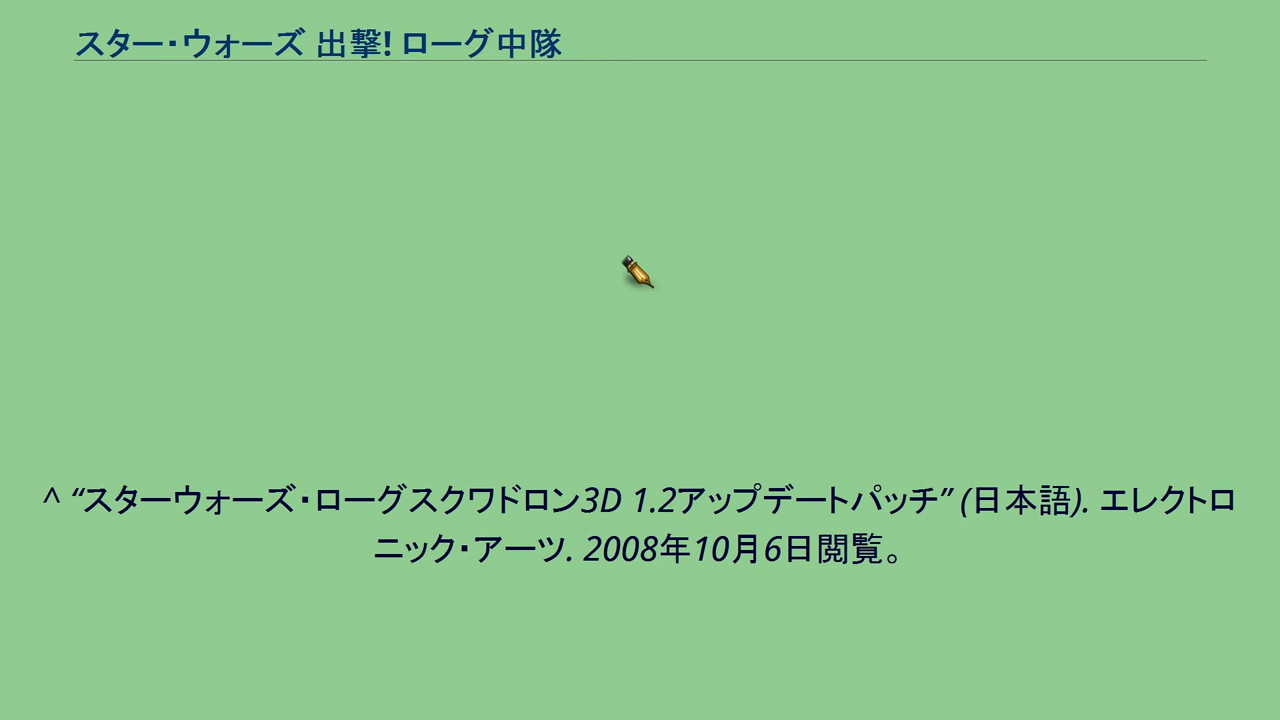 スター・ウォーズ 出撃! ローグ中隊
^ “スターウォーズ・ローグスクワドロン3D 1.2アップデートパッチ” (日本語). エレクトロ
ニック・アーツ. 2008年10月6日閲覧。